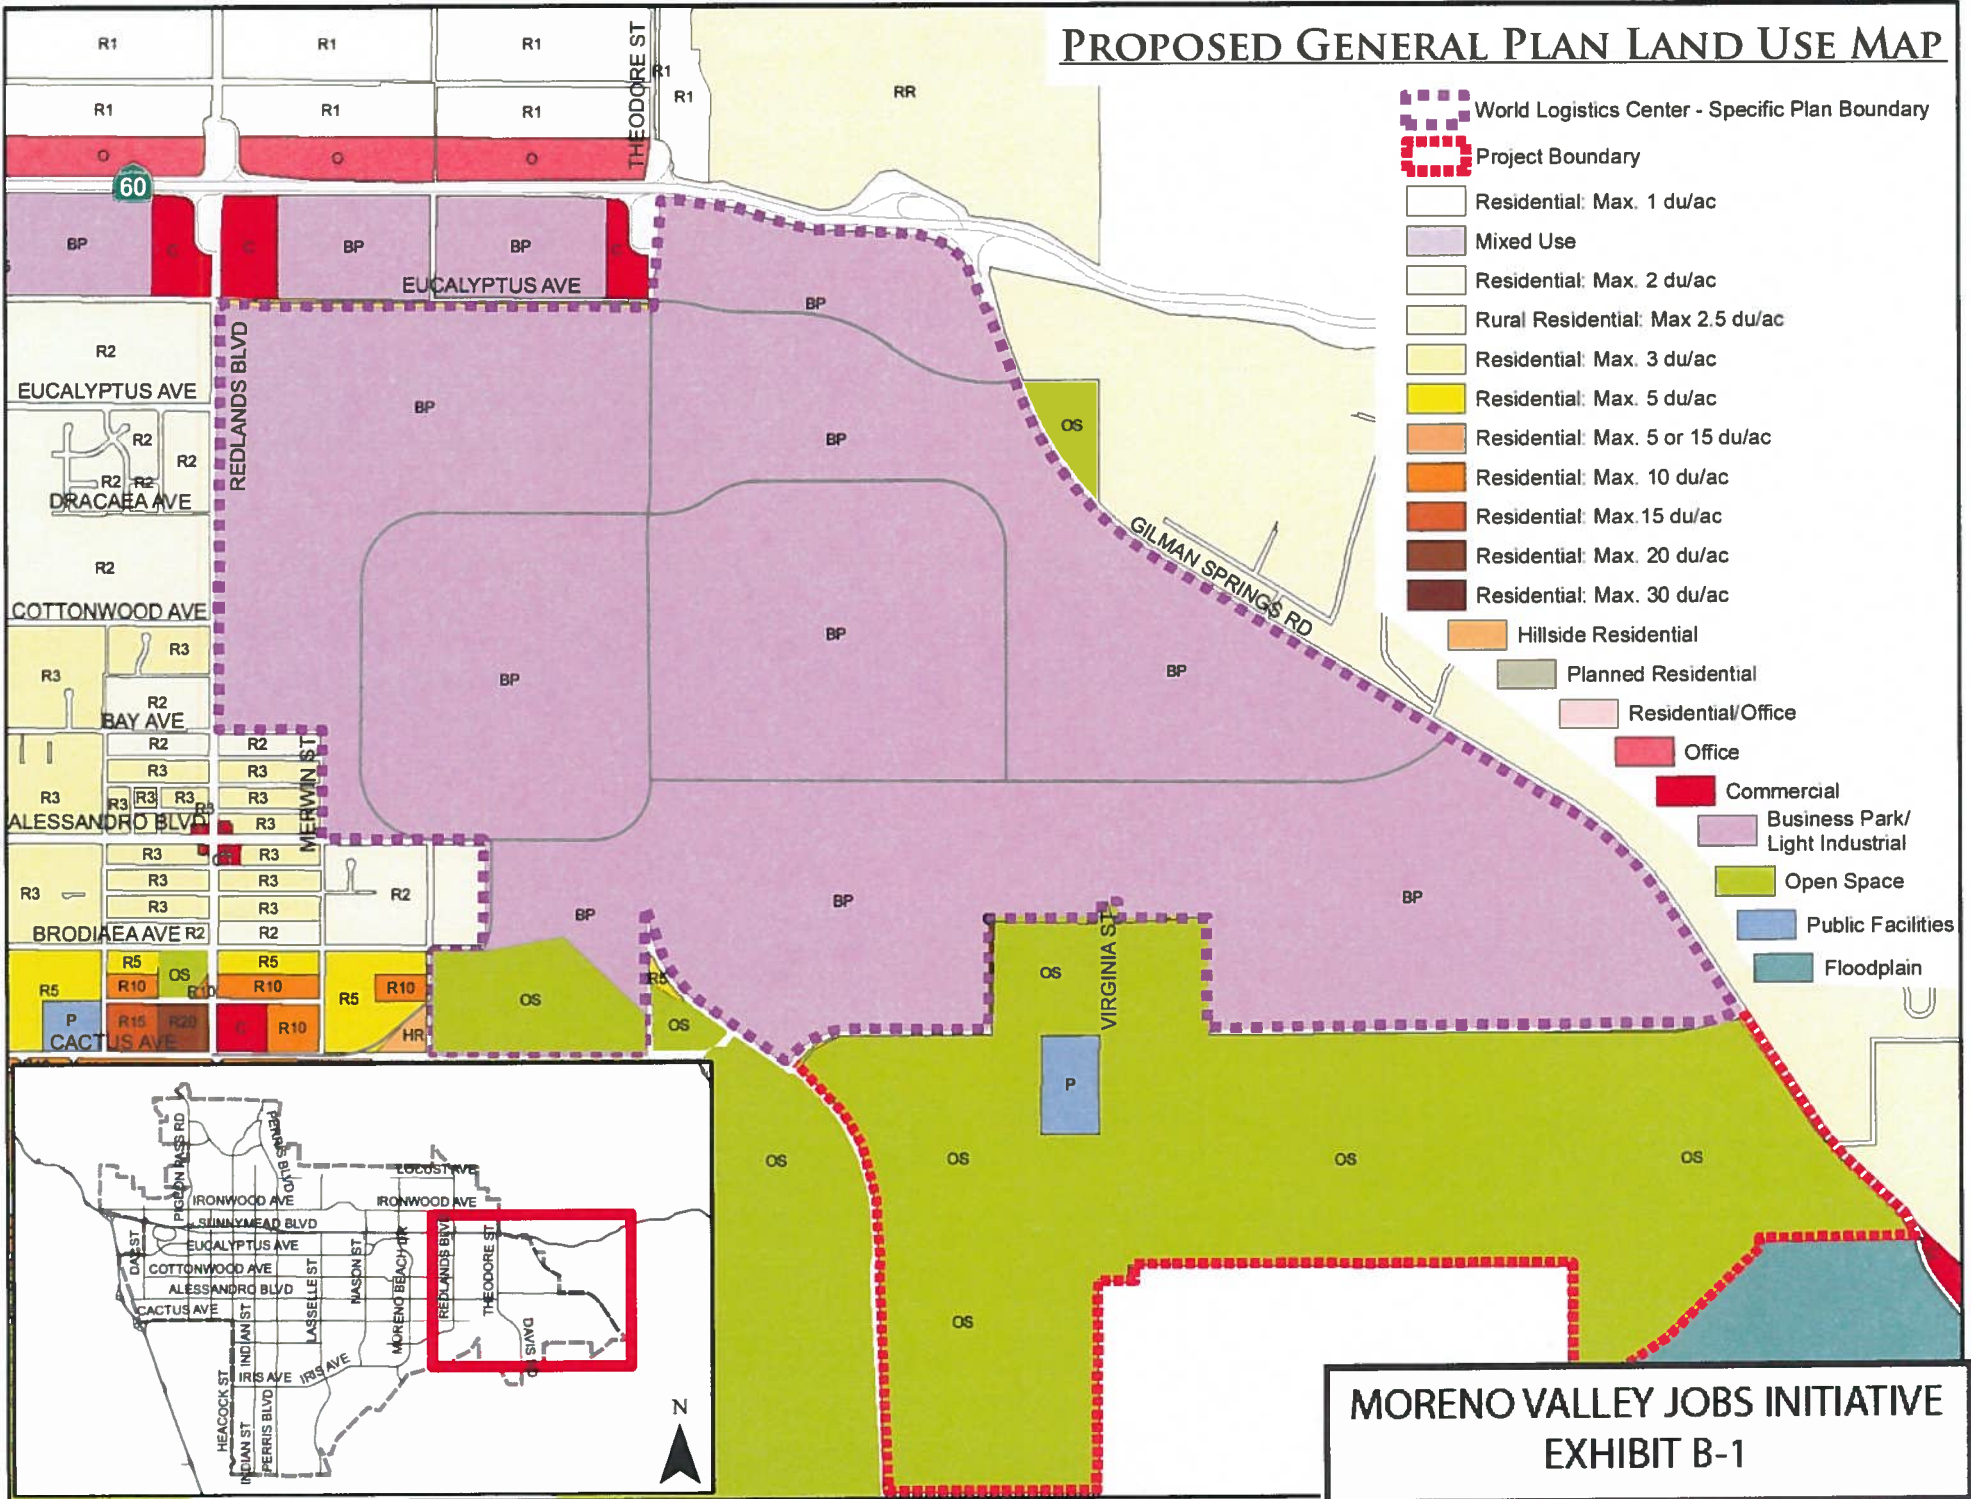 PROPOSED GENERAL PLAN LAND USE MAP
World Logistics Center - Specific Plan Boundary
Project Boundary
Residential: Max. 1 du/ac
Mixed Use
Residential: Max. 2 du/ac
Rural Residential: Max 2.5 du/ac
Residential: Max. 3 du/ac
Residential: Max. 5 du/ac
Residential: Max. 5 or 15 du/ac
Residential: Max. 10 du/ac
Residential: Max.15 du/ac
Residential: Max. 20 du/ac
Residential: Max. 30 du/ac
Hillside Residential
Planned Residential
Residential/Office
Office
Commercial
Business Park/
Light Industrial
Open Space
Public Facilities
Floodplain
R1 R1 R1 R1
R1 R1 R1 R1
RR
THEODORE ST
O O O
60
BP C C BP BP C
EUCALYPTUS AVE
BP
R2
EUCALYPTUS AVE
REDLANDS BLVD
BP
BP
OS
R2
R2
R2 R2
DRACAEA AVE
R2
GILMAN SPRINGS RD
COTTONWOOD AVE
R3
R3
BP
BP
BP
R2
BAY AVE
R2 R2
R3 R3
MERWIN ST
R3 R3 R3 R3 R3
R3
ALESSANDRO BLVD
R3
R3 R3
R3 R3
R3
R2
R3 R3
BP
BP
BP
BRODIAEA AVE R2
R2
R5 OS R5
R10 R10 R10
R5
R5
R10
OS
R5
OS
OS
VIRGINIA ST
P R15 R20 C R10
HR
CACTUS AVE
P
OS
OS
OS
OS
OS
PIGEON PASS RD
PERRIS BLVD
LOCUST AVE
IRONWOOD AVE
IRONWOOD AVE
SUNNYMEAD BLVD
EUCALYPTUS AVE
DAY ST
COTTONWOOD AVE
ALESSANDRO BLVD
CACTUS AVE
LASSELLE ST
NASON ST
MORENO BEACH DR
REDLANDS BLVD
THEODORE ST
DAVIS RD
INDIAN ST
IRIS AVE
IRIS AVE
HEACOCK ST
INDIAN ST
PERRIS BLVD
N
MORENO VALLEY JOBS INITIATIVE
EXHIBIT B-1